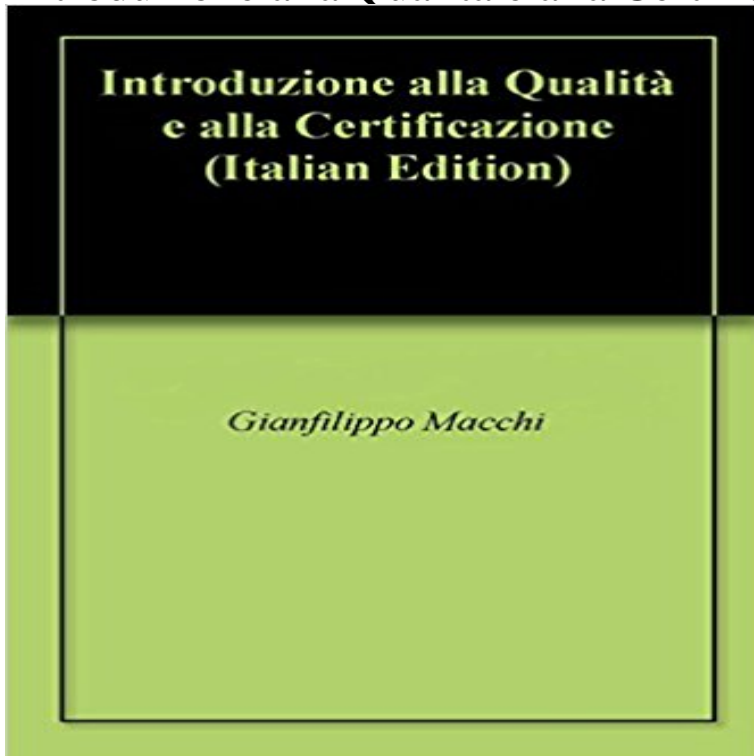 Introduzione alla Qualità
e alla Certificazione
(Italian Edition)
Gianfilippo Macchi